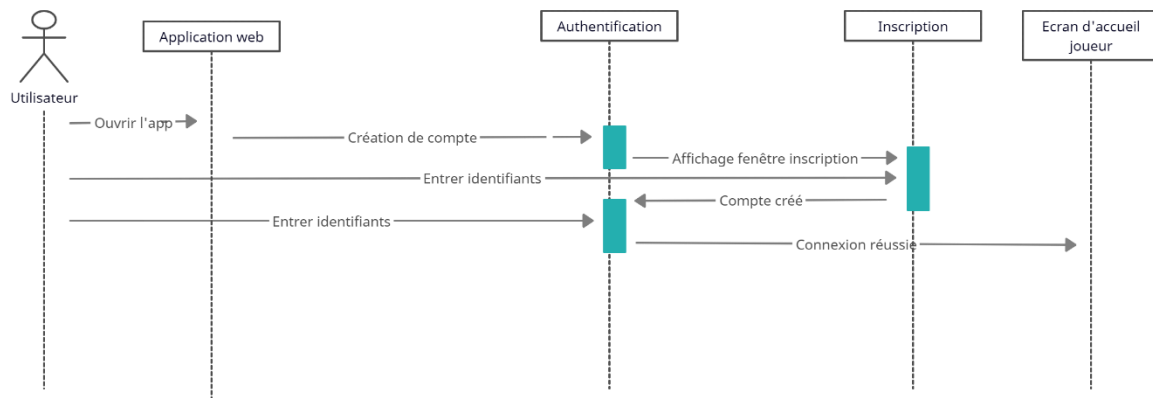 Application web
Authentification
Inscription
Ecran d'accueil
joueur
Utilisateur
Ouvrir l'app
Création de compte
Affichage fenêtre inscription
Entrer identifiants
Compte créé
Entrer identifiants
Connexion réussie